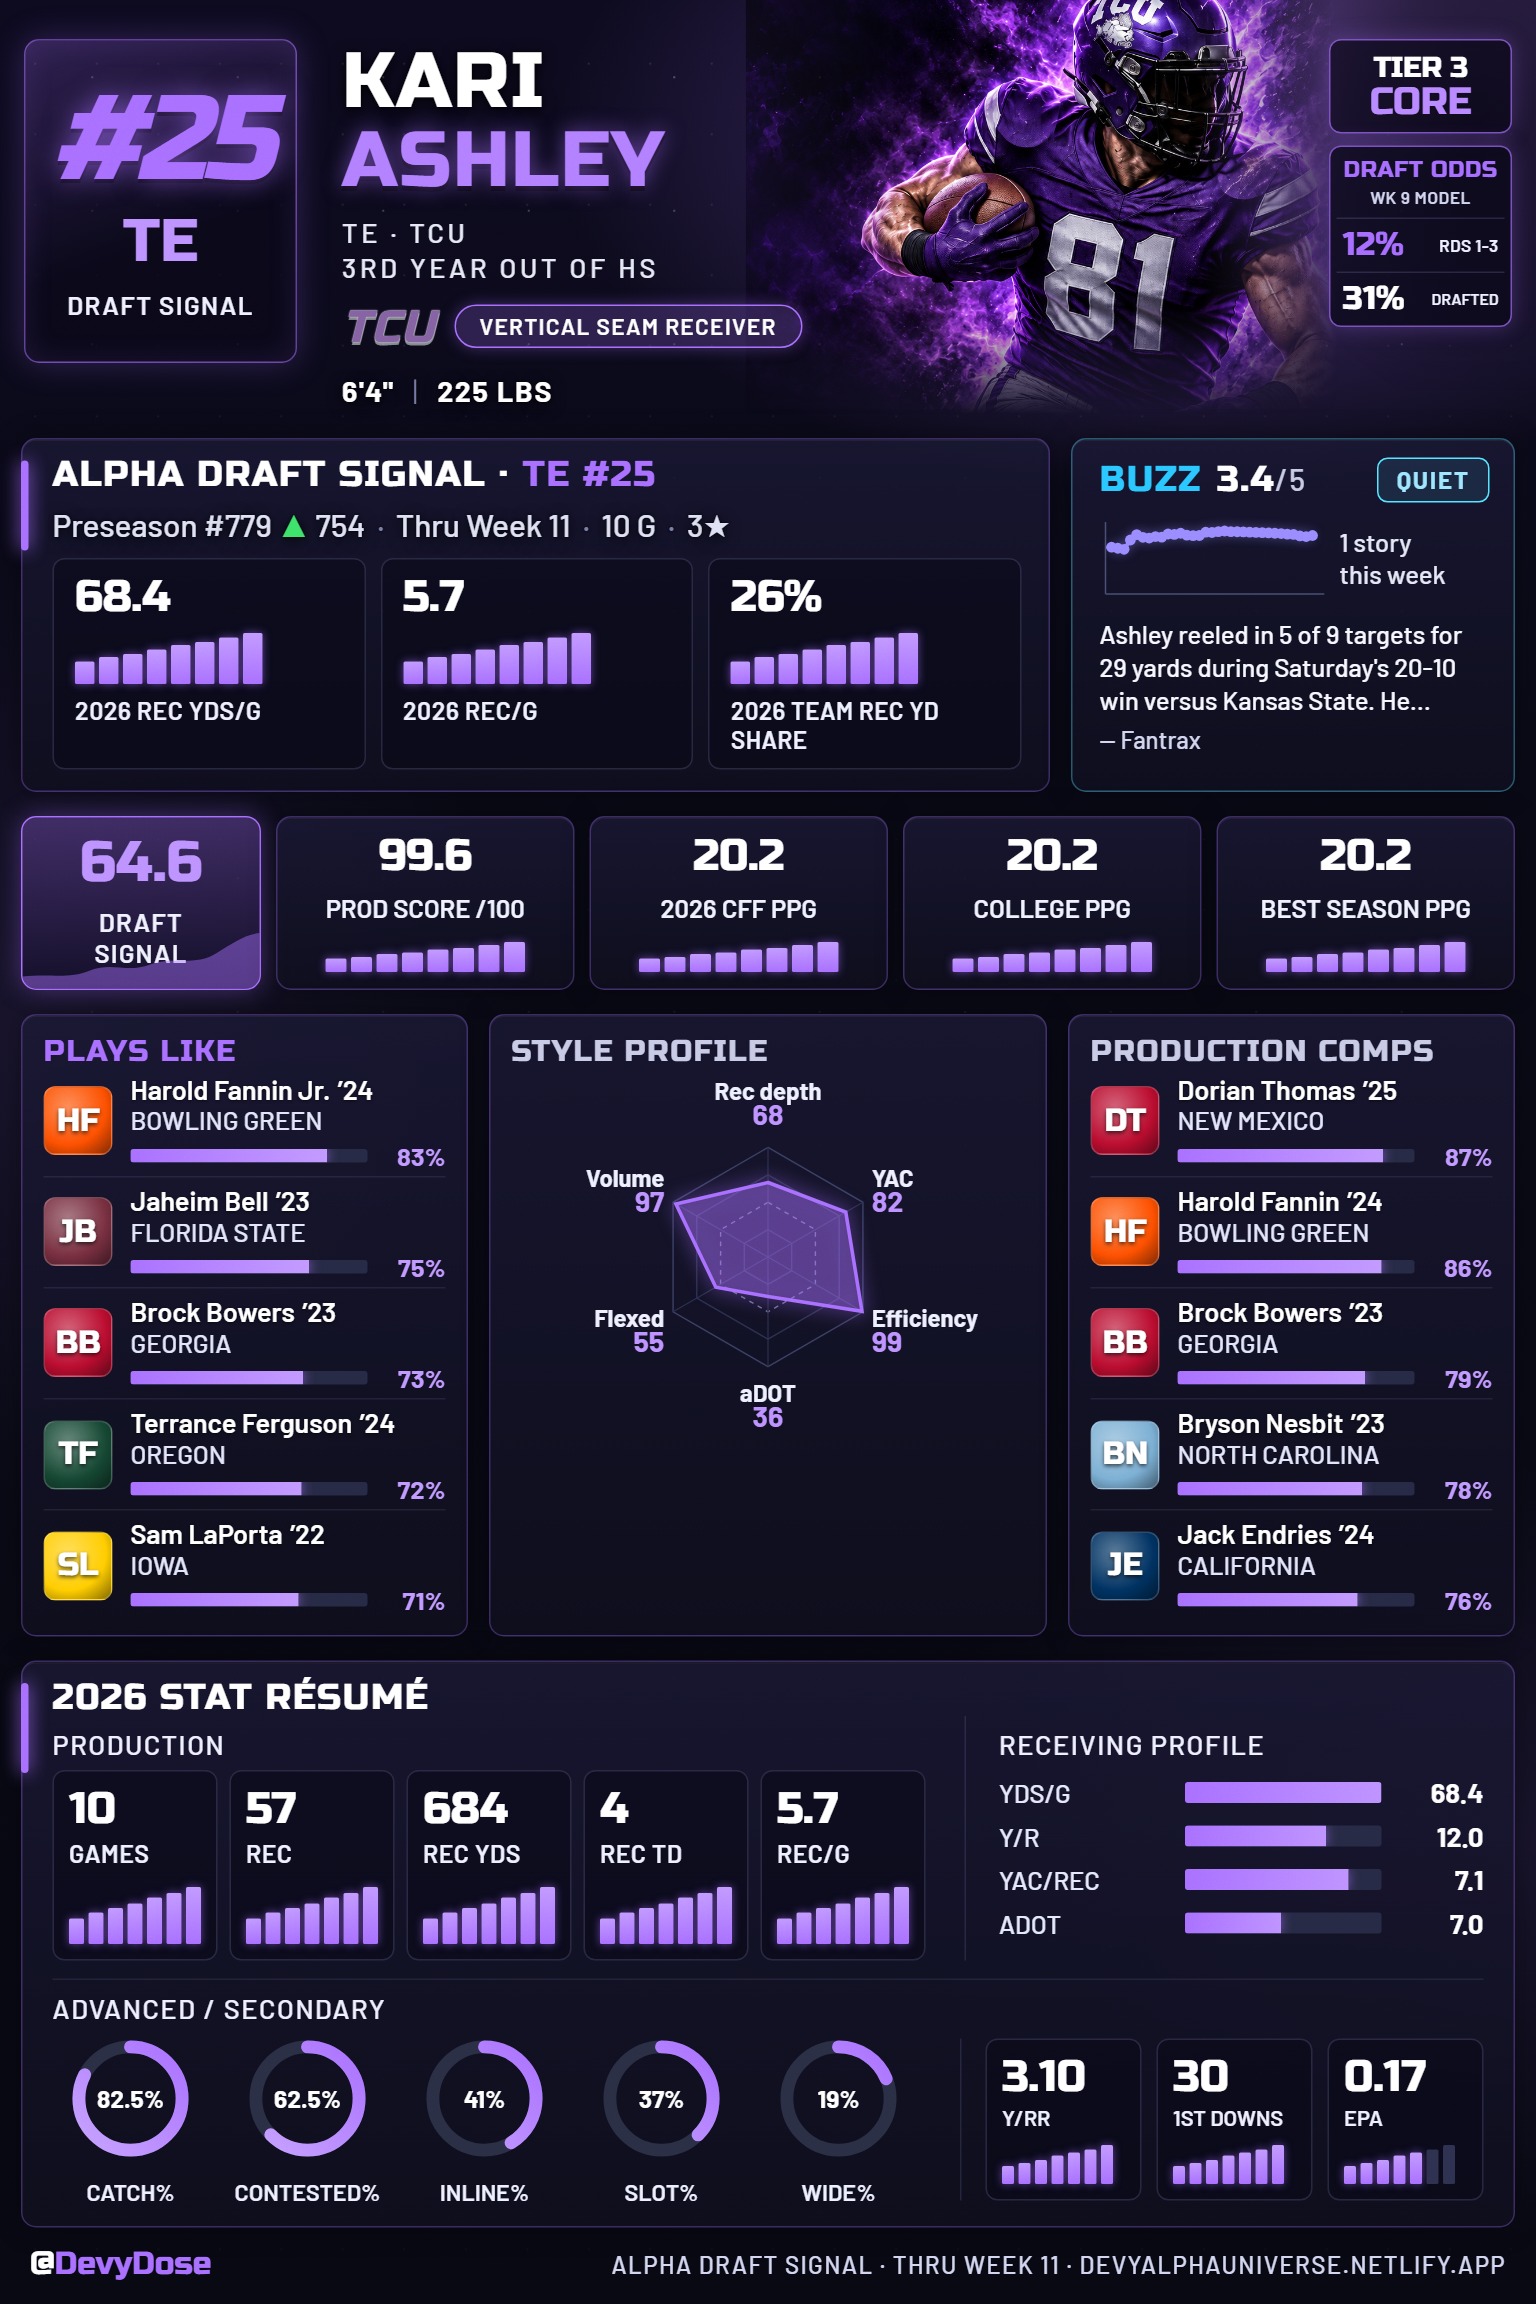 #25
TE
DRAFT SIGNAL
KARI
ASHLEY
TE · TCU
3RD YEAR OUT OF HS
TCU
VERTICAL SEAM RECEIVER
6'4" | 225 LBS
TCU
81
TIER 3
CORE
DRAFT ODDS
WK 9 MODEL
12% RDS 1-3
31% DRAFTED
ALPHA DRAFT SIGNAL · TE #25
Preseason #779 ▲ 754 · Thru Week 11 · 10 G · 3★
68.4
2026 REC YDS/G
5.7
2026 REC/G
26%
2026 TEAM REC YD
SHARE
BUZZ 3.4/5
QUIET
1 story
this week
Ashley reeled in 5 of 9 targets for
29 yards during Saturday's 20-10
win versus Kansas State. He...
— Fantrax
64.6
DRAFT
SIGNAL
99.6
PROD SCORE /100
20.2
2026 CFF PPG
20.2
COLLEGE PPG
20.2
BEST SEASON PPG
PLAYS LIKE
HF
Harold Fannin Jr. '24
BOWLING GREEN
83%
JB
Jaheim Bell '23
FLORIDA STATE
75%
BB
Brock Bowers '23
GEORGIA
73%
TF
Terrance Ferguson '24
OREGON
72%
SL
Sam LaPorta '22
IOWA
71%
STYLE PROFILE
Rec depth
68
YAC
82
Efficiency
99
aDOT
36
Flexed
55
Volume
97
PRODUCTION COMPS
DT
Dorian Thomas '25
NEW MEXICO
87%
HF
Harold Fannin '24
BOWLING GREEN
86%
BB
Brock Bowers '23
GEORGIA
79%
BN
Bryson Nesbit '23
NORTH CAROLINA
78%
JE
Jack Endries '24
CALIFORNIA
76%
2026 STAT RÉSUMÉ
PRODUCTION
10
GAMES
57
REC
684
REC YDS
4
REC TD
5.7
REC/G
RECEIVING PROFILE
YDS/G 68.4
Y/R 12.0
YAC/REC 7.1
ADOT 7.0
ADVANCED / SECONDARY
82.5%
CATCH%
62.5%
CONTESTED%
41%
INLINE%
37%
SLOT%
19%
WIDE%
3.10
Y/RR
30
1ST DOWNS
0.17
EPA
@DevyDose
ALPHA DRAFT SIGNAL · THRU WEEK 11 · DEVYALPHAUNIVERSE.NETLIFY.APP